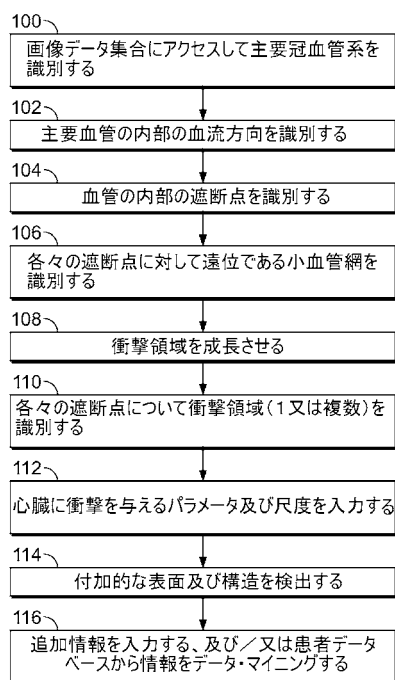 100
画像データ集合にアクセスして主要冠血管系を
識別する
102
主要血管の内部の血流方向を識別する
104
血管の内部の遮断点を識別する
106
各々の遮断点に対して遠位である小血管網を
識別する
108
衝撃領域を成長させる
110
各々の遮断点について衝撃領域(1又は複数)を
識別する
112
心臓に衝撃を与えるパラメータ及び尺度を入力する
114
付加的な表面及び構造を検出する
116
追加情報を入力する、及び/又は患者データ
ベースから情報をデータ・マイニングする